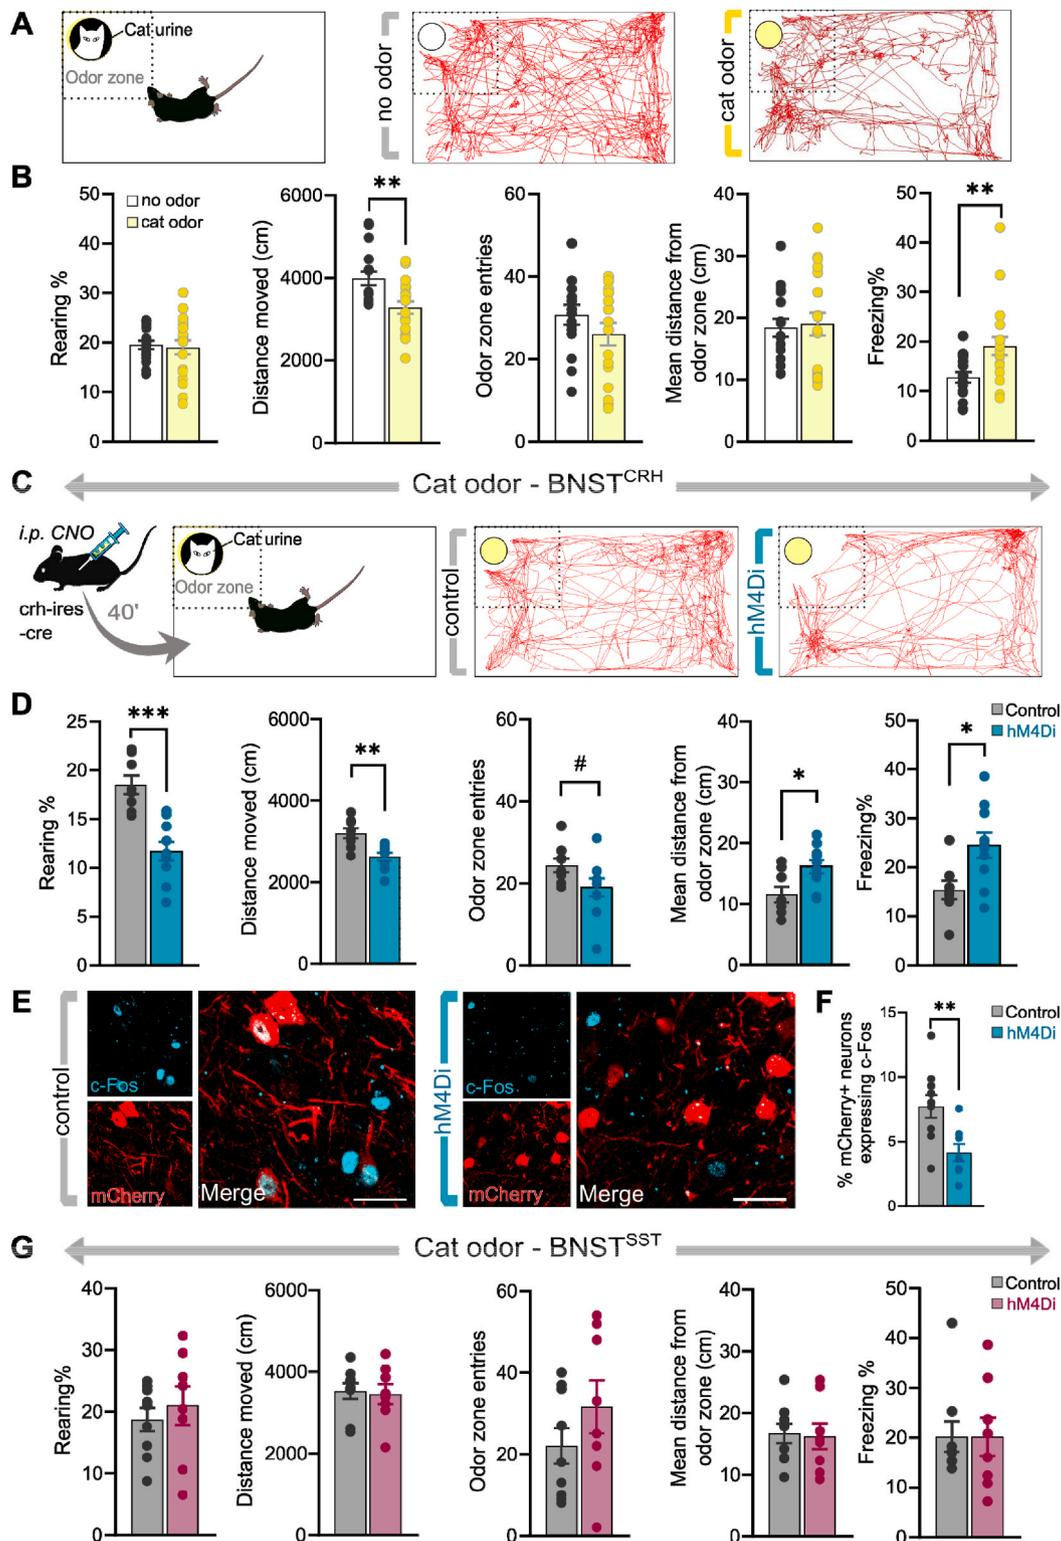 A
Cat urine
Odor zone
no odor
cat odor
B
no odor
cat odor
Rearing %
50
40
30
20
10
0
Distance moved (cm)
6000
4000
2000
0
**
Odor zone entries
60
40
20
0
Mean distance from
odor zone (cm)
40
30
20
10
0
Freezing%
50
40
30
20
10
0
**
C
Cat odor - BNST^CRH
i.p. CNO
crh-ires
-cre
40'
Cat urine
Odor zone
control
hM4Di
D
Control
hM4Di
Rearing %
25
20
15
10
5
0
***
Distance moved (cm)
6000
4000
2000
0
**
Odor zone entries
60
40
20
0
#
Mean distance from
odor zone (cm)
40
30
20
10
0
*
Freezing%
50
40
30
20
10
0
*
E
control
c-Fos
mCherry
Merge
hM4Di
c-Fos
mCherry
Merge
F
Control
hM4Di
% mCherry+ neurons
expressing c-Fos
15
10
5
0
**
G
Cat odor - BNST^SST
Control
hM4Di
Rearing%
40
30
20
10
0
Distance moved (cm)
6000
4000
2000
0
Odor zone entries
60
40
20
0
Mean distance from
odor zone (cm)
40
30
20
10
0
Freezing %
50
40
30
20
10
0